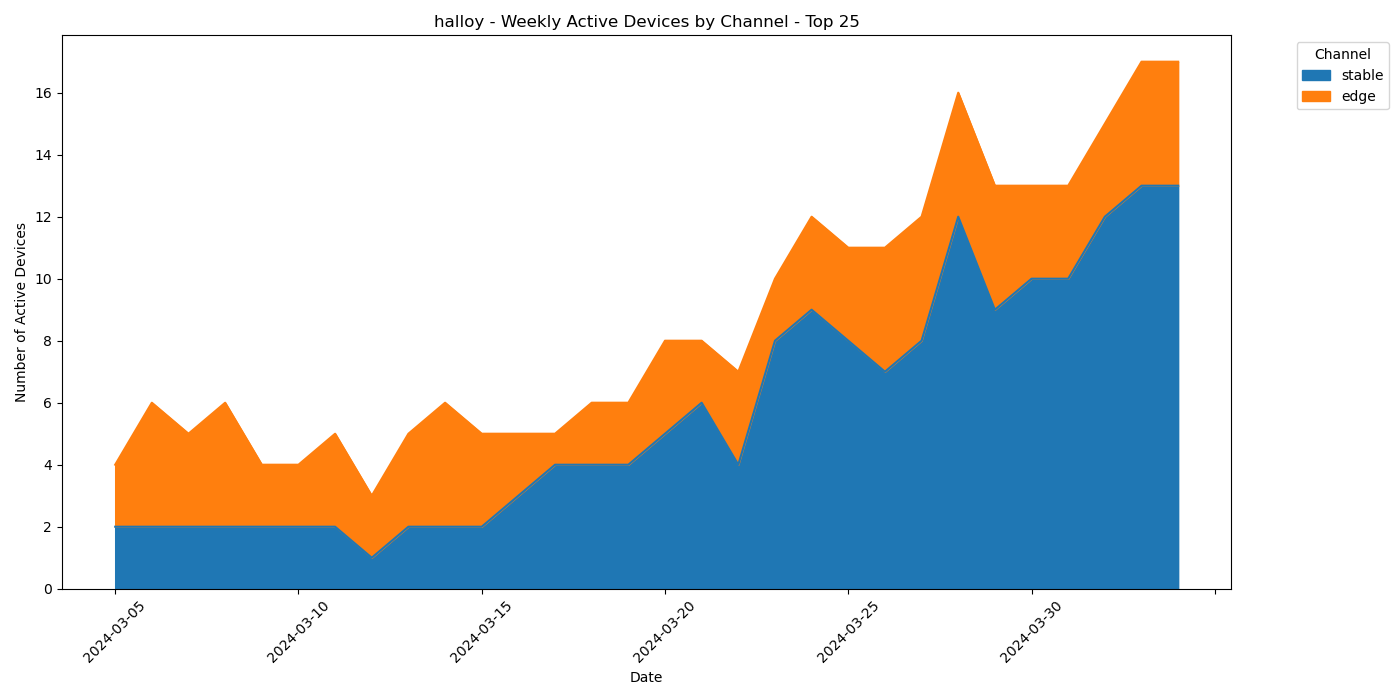 halloy - Weekly Active Devices by Channel - Top 25
Channel
stable
edge
Number of Active Devices
16
14
12
10
8
6
4
2
0
2024-03-05
2024-03-10
2024-03-15
2024-03-20
2024-03-25
2024-03-30
Date